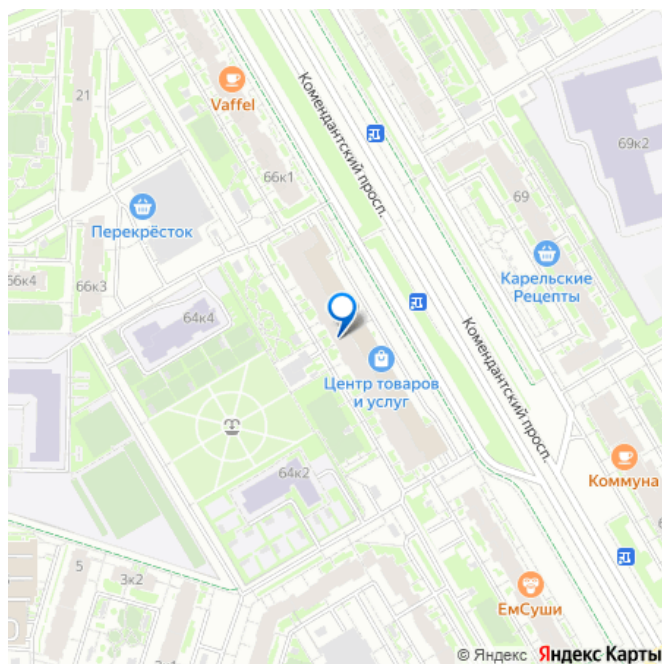 21
Vaffel
Комендантский просп.
69к2
66к1
69
Перекрёсток
Карельские
Рецепты
66к4
66к3
64к4
Комендантский просп.
Центр товаров
и услуг
64к2
Коммуна
5
3к2
ЕмСуши
© Яндекс Яндекс Карты